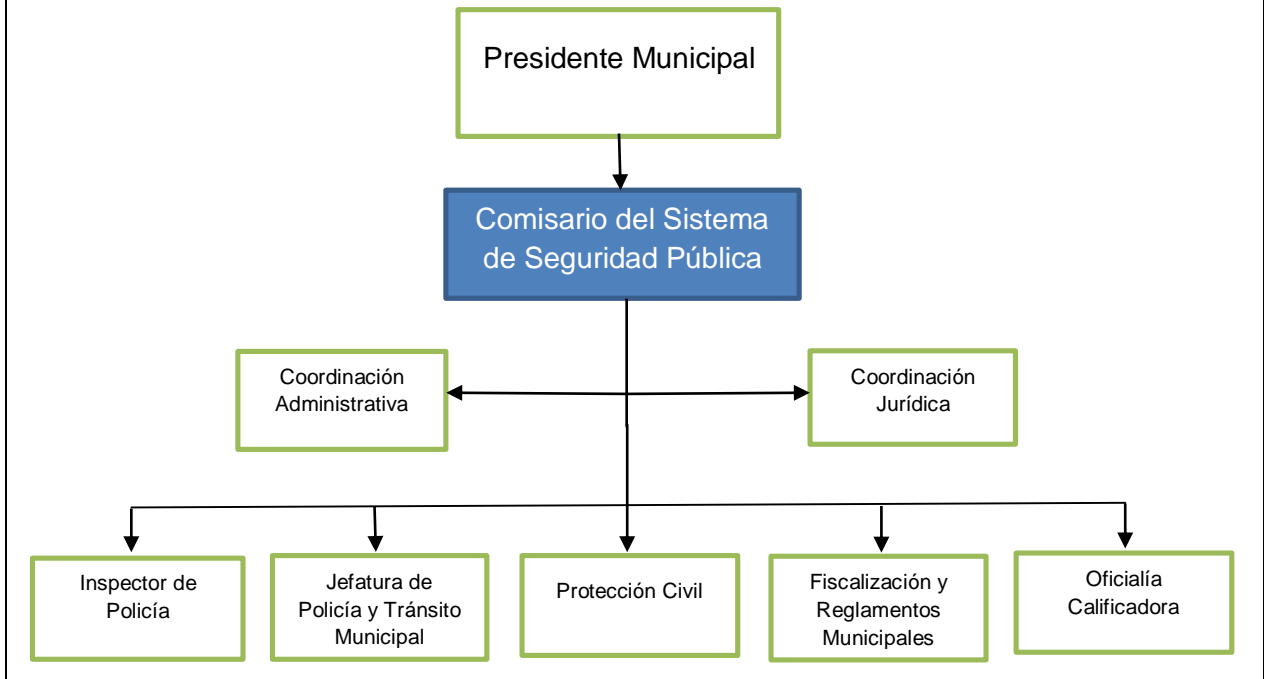 Presidente Municipal
Comisario del Sistema
de Seguridad Pública
Coordinación
Administrativa
Coordinación
Jurídica
Inspector de
Policía
Jefatura de
Policía y Tránsito
Municipal
Protección Civil
Fiscalización y
Reglamentos
Municipales
Oficialía
Calificadora